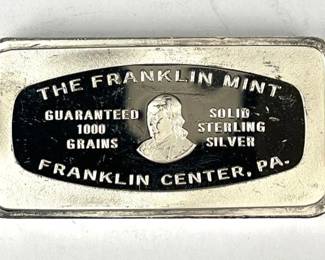 THE FRANKLIN MINT
GUARANTEED SOLID
1000 STERLING
GRAINS SILVER
FRANKLIN CENTER, PA.